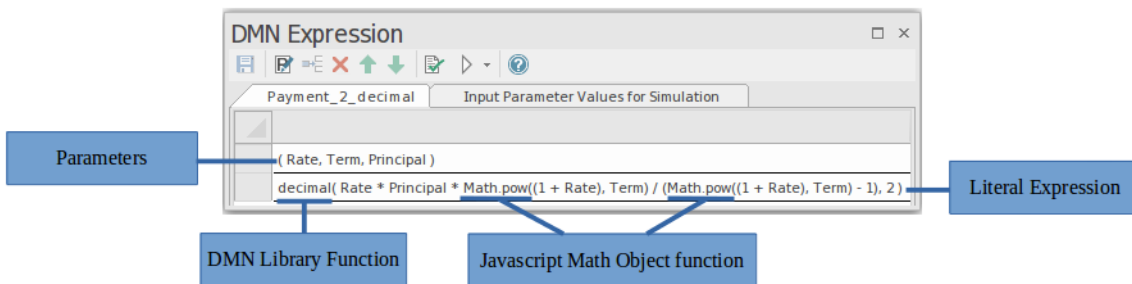 DMN Expression
Payment_2_decimal
Input Parameter Values for Simulation
Parameters
( Rate, Term, Principal )
decimal( Rate * Principal * Math.pow((1 + Rate), Term) / (Math.pow((1 + Rate), Term) - 1), 2 )
Literal Expression
DMN Library Function
Javascript Math Object function